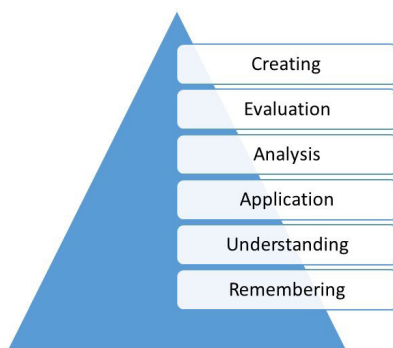 Creating
Evaluation
Analysis
Application
Understanding
Remembering